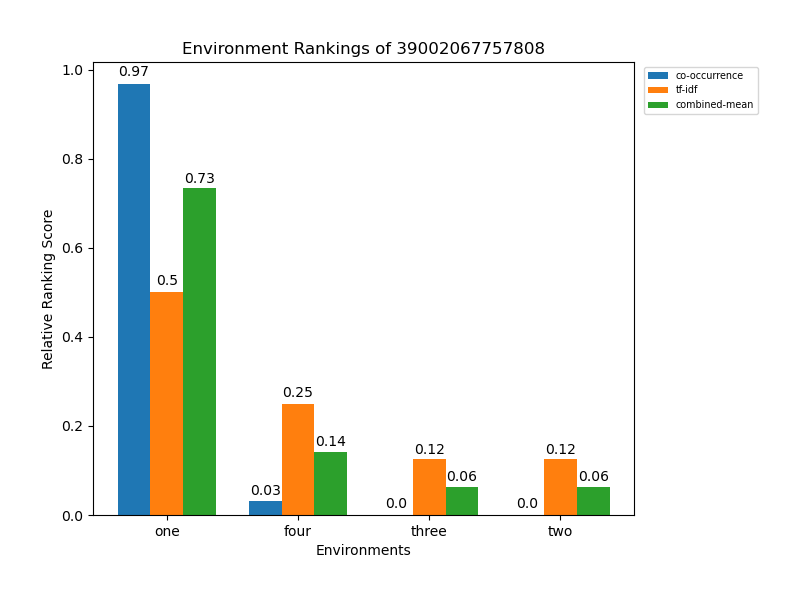 Environment Rankings of 39002067757808
co-occurrence
tf-idf
combined-mean
Relative Ranking Score
1.0
0.8
0.6
0.4
0.2
0.0
0.97
0.5
0.73
0.03
0.25
0.14
0.0
0.12
0.06
0.0
0.12
0.06
one
four
three
two
Environments